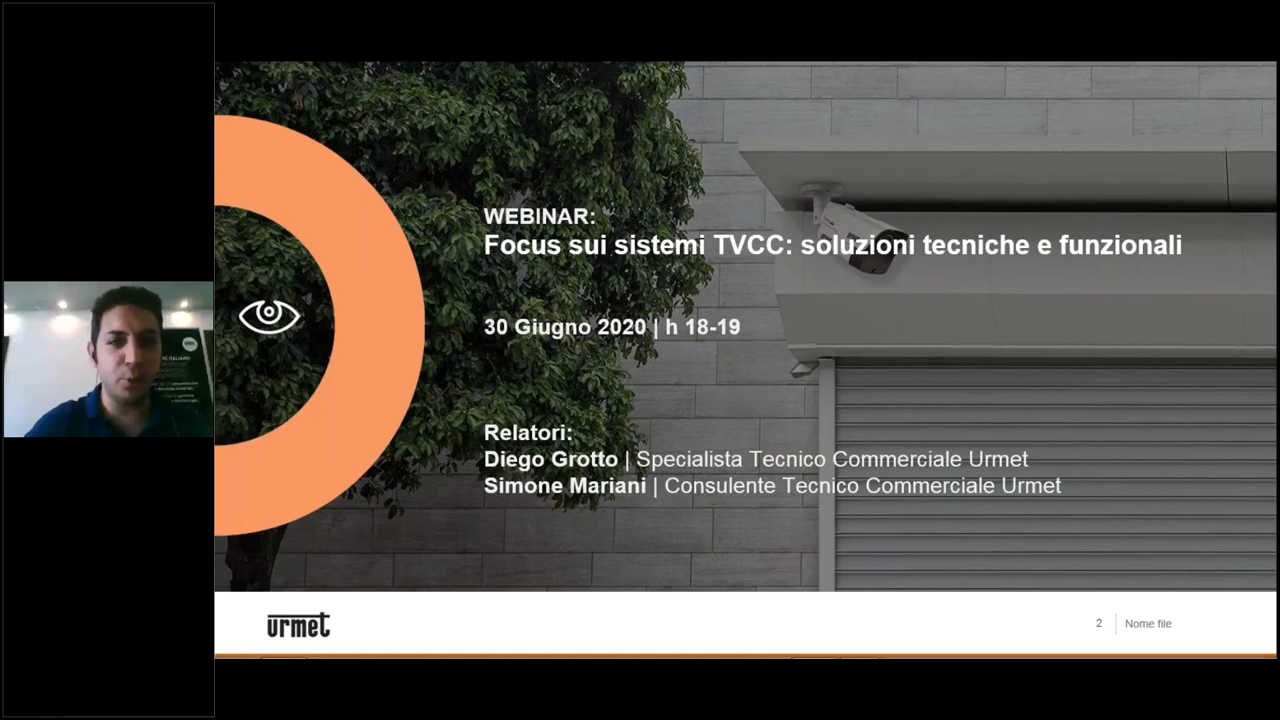 WEBINAR:
Focus sui sistemi TVCC: soluzioni tecniche e funzionali
30 Giugno 2020 | h 18-19
Relatori:
Diego Grotto | Specialista Tecnico Commerciale Urmet
Simone Mariani | Consulente Tecnico Commerciale Urmet
urmet
2
Nome file